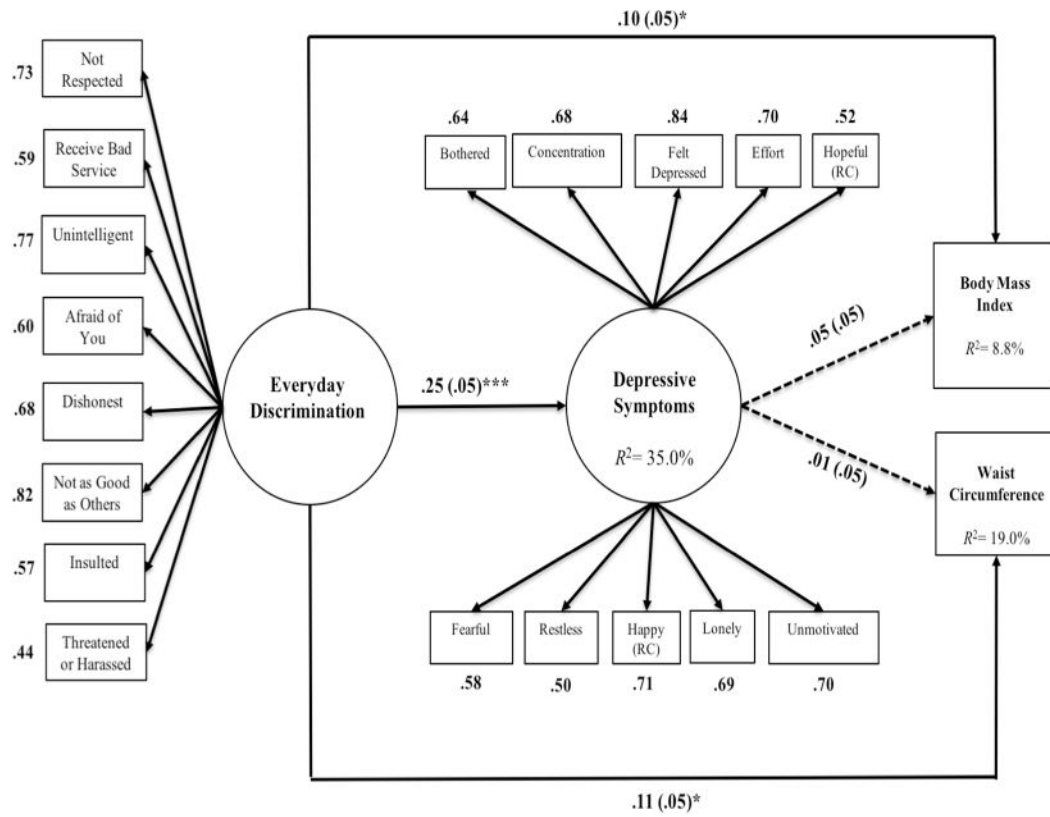 .10 (.05)*
.73
Not
Respected
.59
Receive Bad
Service
.77
Unintelligent
.60
Afraid of
You
.68
Dishonest
.82
Not as Good
as Others
.57
Insulted
.44
Threatened
or Harassed
Everyday
Discrimination
.25 (.05)***
.64
Bothered
.68
Concentration
.84
Felt
Depressed
.70
Effort
.52
Hopeful
(RC)
Depressive
Symptoms
R²= 35.0%
Fearful
.58
Restless
.50
Happy
(RC)
.71
Lonely
.69
Unmotivated
.70
.05 (.05)
.01 (.05)
Body Mass
Index
R²= 8.8%
Waist
Circumference
R²= 19.0%
.11 (.05)*